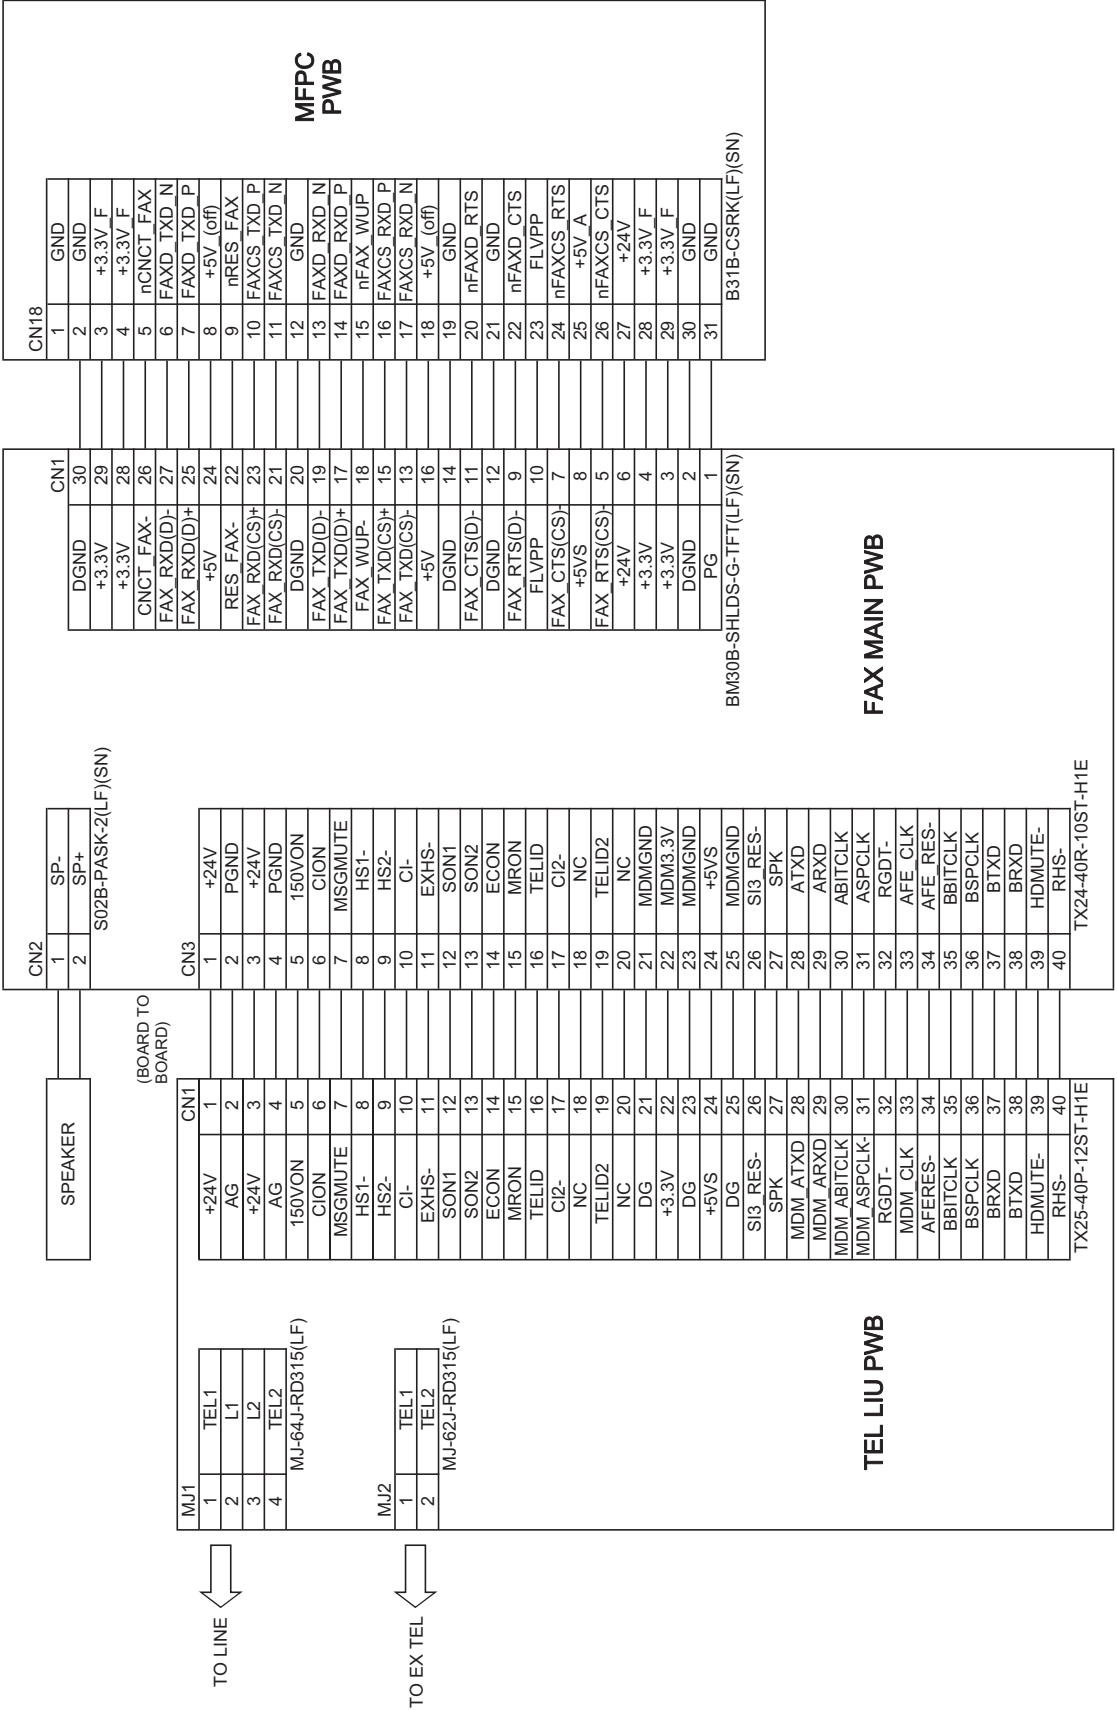 MFPC
PWB
CN18
1 GND
2 GND
3 +3.3V_F
4 +3.3V_F
5 nCNCT_FAX
6 FAXD_TXD_N
7 FAXD_TXD_P
8 +5V_(off)
9 nRES_FAX
10 FAXCS_TXD_P
11 FAXCS_TXD_N
12 GND
13 FAXD_RXD_N
14 FAXD_RXD_P
15 nFAX_WUP
16 FAXCS_RXD_P
17 FAXCS_RXD_N
18 +5V_(off)
19 GND
20 nFAXD_RTS
21 GND
22 nFAXD_CTS
23 FLVPP
24 nFAXCS_RTS
25 +5V_A
26 nFAXCS_CTS
27 +24V
28 +3.3V_F
29 +3.3V_F
30 GND
31 GND
B31B-CSRK(LF)(SN)
CN1
DGND 30
+3.3V 29
+3.3V 28
CNCT_FAX- 26
FAX_RXD(D)- 27
FAX_RXD(D)+ 25
+5V 24
RES_FAX- 22
FAX_RXD(CS)+ 23
FAX_RXD(CS)- 21
DGND 20
FAX_TXD(D)- 19
FAX_TXD(D)+ 17
FAX_WUP- 18
FAX_TXD(CS)+ 15
FAX_TXD(CS)- 13
+5V 16
DGND 14
FAX_CTS(D)- 11
DGND 12
FAX_RTS(D)- 9
FLVPP 10
FAX_CTS(CS)- 7
+5VS 8
FAX_RTS(CS)- 5
+24V 6
+3.3V 4
+3.3V 3
DGND 2
PG 1
BM30B-SHLDS-G-TFT(LF)(SN)
FAX MAIN PWB
CN2
1 SP-
2 SP+
S02B-PASK-2(LF)(SN)
CN3
1 +24V
2 PGND
3 +24V
4 PGND
5 150VON
6 CION
7 MSGMUTE
8 HS1-
9 HS2-
10 CI-
11 EXHS-
12 SON1
13 SON2
14 ECON
15 MRON
16 TELID
17 CI2-
18 NC
19 TELID2
20 NC
21 MDMGND
22 MDM3.3V
23 MDMGND
24 +5VS
25 MDMGND
26 SI3_RES-
27 SPK
28 ATXD
29 ARXD
30 ABITCLK
31 ASPCLK
32 RGDT-
33 AFE_CLK
34 AFE_RES-
35 BBITCLK
36 BSPCLK
37 BTXD
38 BRXD
39 HDMUTE-
40 RHS-
TX24-40R-10ST-H1E
(BOARD TO
BOARD)
SPEAKER
CN1
+24V 1
AG 2
+24V 3
AG 4
150VON 5
CION 6
MSGMUTE 7
HS1- 8
HS2- 9
CI- 10
EXHS- 11
SON1 12
SON2 13
ECON 14
MRON 15
TELID 16
CI2- 17
NC 18
TELID2 19
NC 20
DG 21
+3.3V 22
DG 23
+5VS 24
DG 25
SI3_RES- 26
SPK 27
MDM_ATXD 28
MDM_ARXD 29
MDM_ABITCLK 30
MDM_ASPCLK- 31
RGDT- 32
MDM_CLK 33
AFERES- 34
BBITCLK 35
BSPCLK 36
BRXD 37
BTXD 38
HDMUTE- 39
RHS- 40
TX25-40P-12ST-H1E
MJ1
1 TEL1
2 L1
3 L2
4 TEL2
MJ-64J-RD315(LF)
MJ2
1 TEL1
2 TEL2
MJ-62J-RD315(LF)
TEL LIU PWB
TO LINE
TO EX TEL